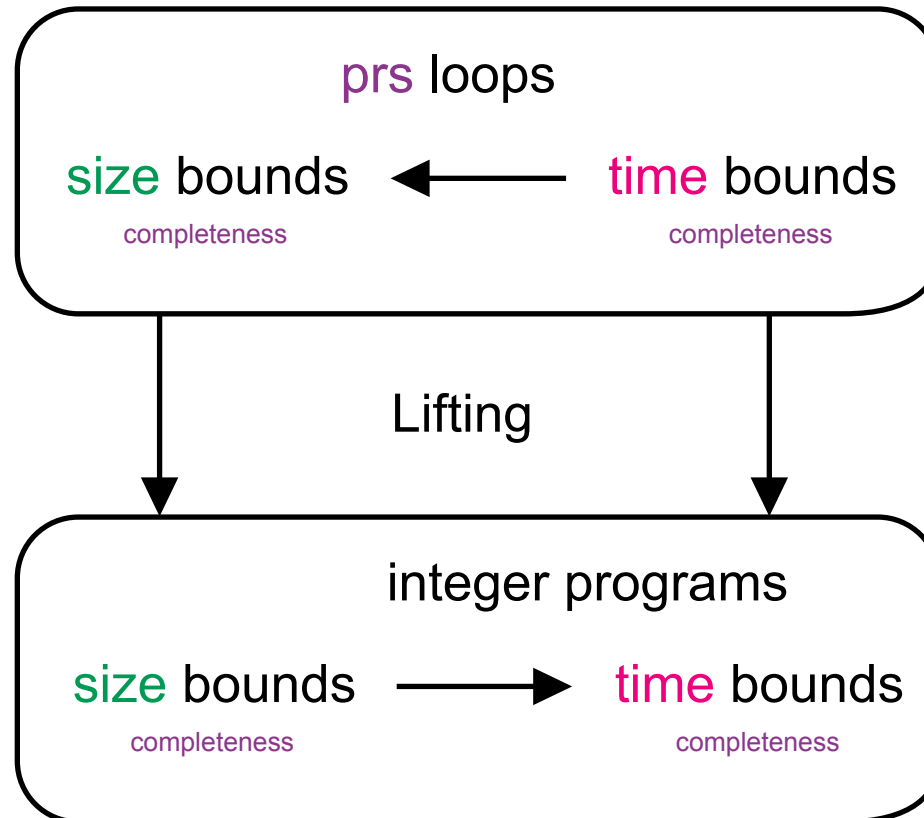 prs loops
size bounds time bounds
completeness completeness
Lifting
integer programs
size bounds time bounds
completeness completeness